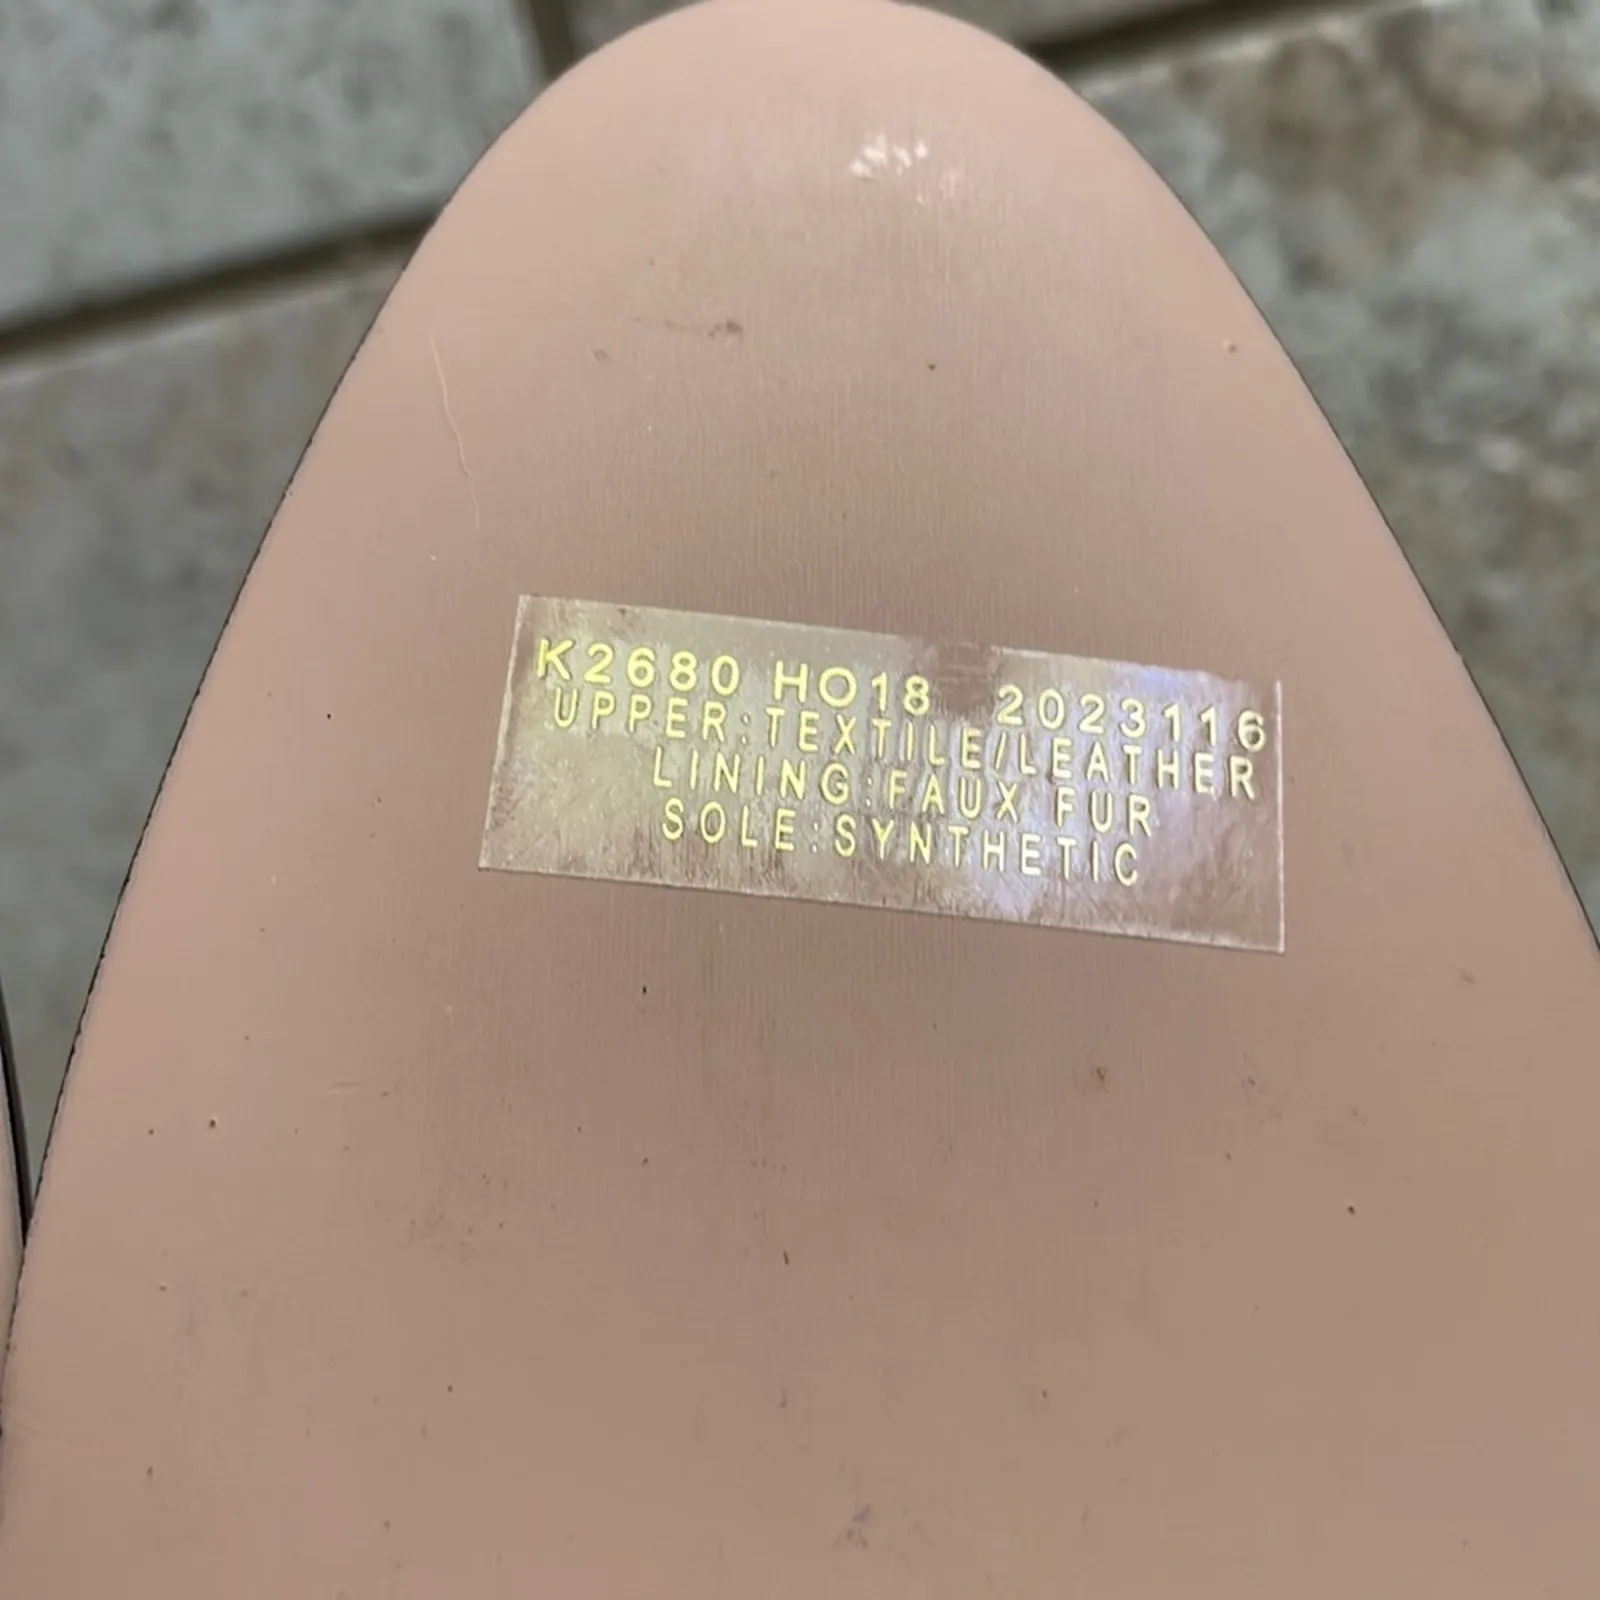 K2680 HO18 2023116
UPPER:TEXTILE/LEATHER
LINING:FAUX FUR
SOLE:SYNTHETIC